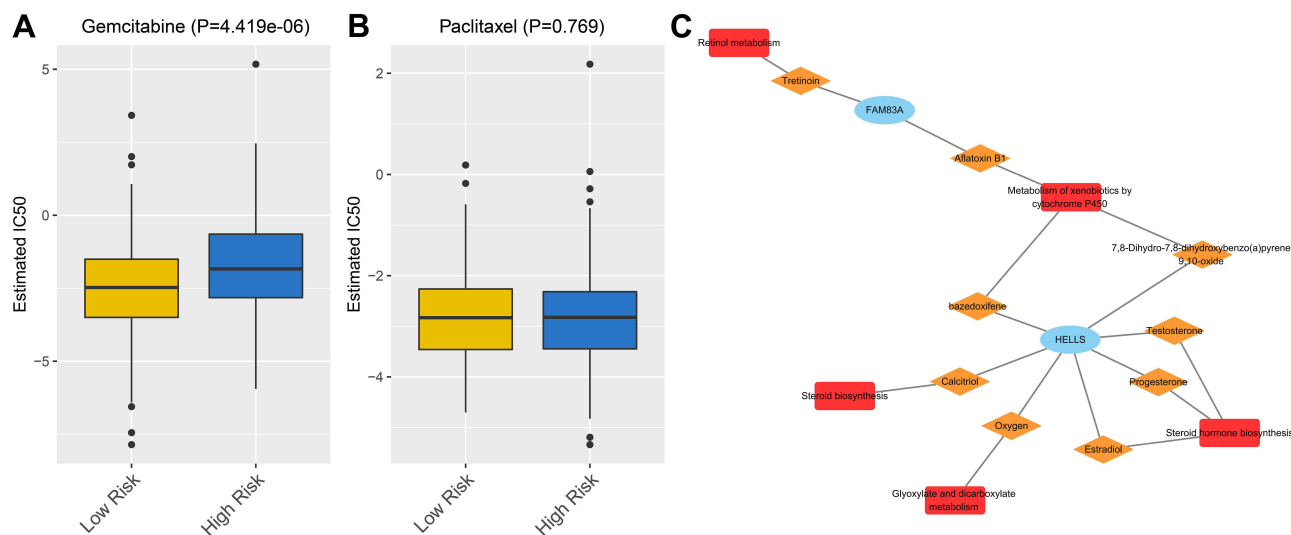 A
Gemcitabine (P=4.419e-06)
Estimated IC50
5
0
−5
Low Risk
High Risk
B
Paclitaxel (P=0.769)
Estimated IC50
2
0
−2
−4
Low Risk
High Risk
C
Retinol metabolism
Tretinoin
FAM83A
Aflatoxin B1
Metabolism of xenobiotics by
cytochrome P450
7,8-Dihydro-7,8-dihydroxybenzo(a)pyrene
9,10-oxide
bazedoxifene
Testosterone
HELLS
Calcitriol
Progesterone
Steroid biosynthesis
Oxygen
Steroid hormone biosynthesis
Estradiol
Glyoxylate and dicarboxylate
metabolism